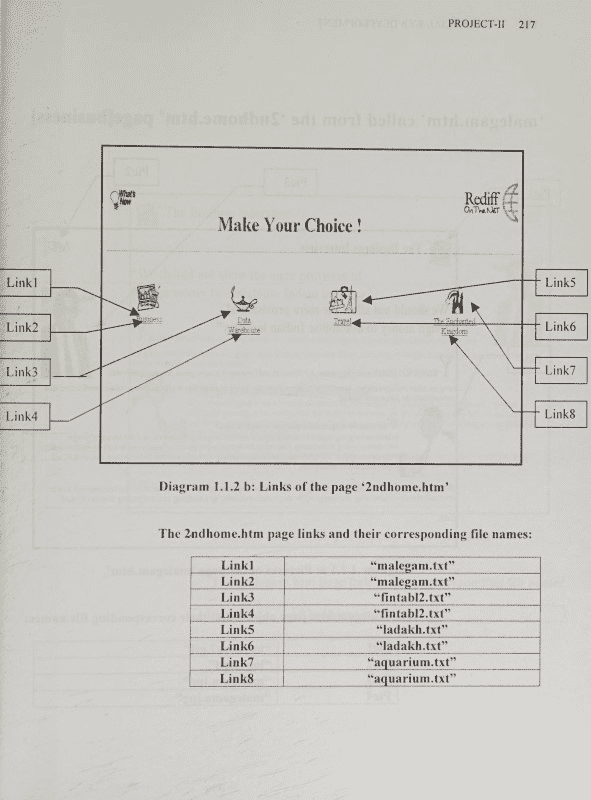 PROJECT-II 217
What's
New
Rediff
On The Net
Make Your Choice !
Link1
Link2
Link3
Link4
Business
Data
Warehouse
Travel
The Enchanted
Kingdom
Link5
Link6
Link7
Link8
Diagram 1.1.2 b: Links of the page ‘2ndhome.htm’
The 2ndhome.htm page links and their corresponding file names:
Link1 “malegam.txt”
Link2 “malegam.txt”
Link3 “fintabl2.txt”
Link4 “fintabl2.txt”
Link5 “ladakh.txt”
Link6 “ladakh.txt”
Link7 “aquarium.txt”
Link8 “aquarium.txt”